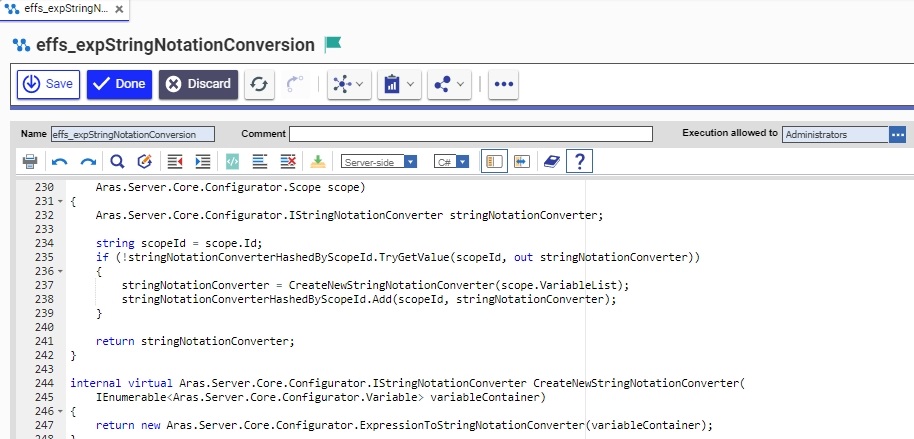 effs_expStringN... ×
effs_expStringNotationConversion
Save Done Discard
Name effs_expStringNotationConversion Comment Execution allowed to Administrators
Server-side C# ?
230 Aras.Server.Core.Configurator.Scope scope)
231 {
232 Aras.Server.Core.Configurator.IStringNotationConverter stringNotationConverter;
233
234 string scopeId = scope.Id;
235 if (!stringNotationConverterHashedByScopeId.TryGetValue(scopeId, out stringNotationConverter))
236 {
237 stringNotationConverter = CreateNewStringNotationConverter(scope.VariableList);
238 stringNotationConverterHashedByScopeId.Add(scopeId, stringNotationConverter);
239 }
240
241 return stringNotationConverter;
242 }
243
244 internal virtual Aras.Server.Core.Configurator.IStringNotationConverter CreateNewStringNotationConverter(
245 IEnumerable<Aras.Server.Core.Configurator.Variable> variableContainer)
246 {
247 return new Aras.Server.Core.Configurator.ExpressionToStringNotationConverter(variableContainer);
248 }